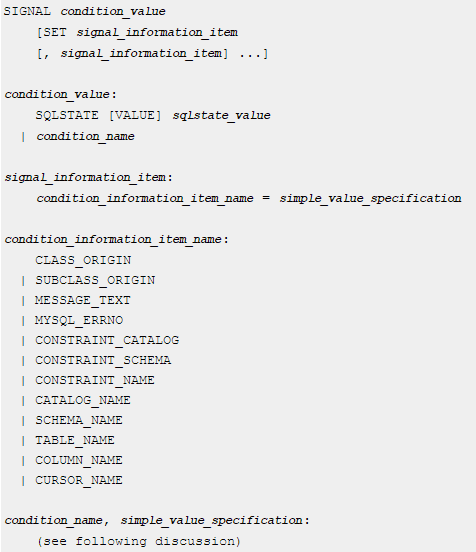 SIGNAL condition_value
    [SET signal_information_item
    [, signal_information_item] ...]

condition_value:
    SQLSTATE [VALUE] sqlstate_value
  | condition_name

signal_information_item:
    condition_information_item_name = simple_value_specification

condition_information_item_name:
    CLASS_ORIGIN
  | SUBCLASS_ORIGIN
  | MESSAGE_TEXT
  | MYSQL_ERRNO
  | CONSTRAINT_CATALOG
  | CONSTRAINT_SCHEMA
  | CONSTRAINT_NAME
  | CATALOG_NAME
  | SCHEMA_NAME
  | TABLE_NAME
  | COLUMN_NAME
  | CURSOR_NAME

condition_name, simple_value_specification:
    (see following discussion)